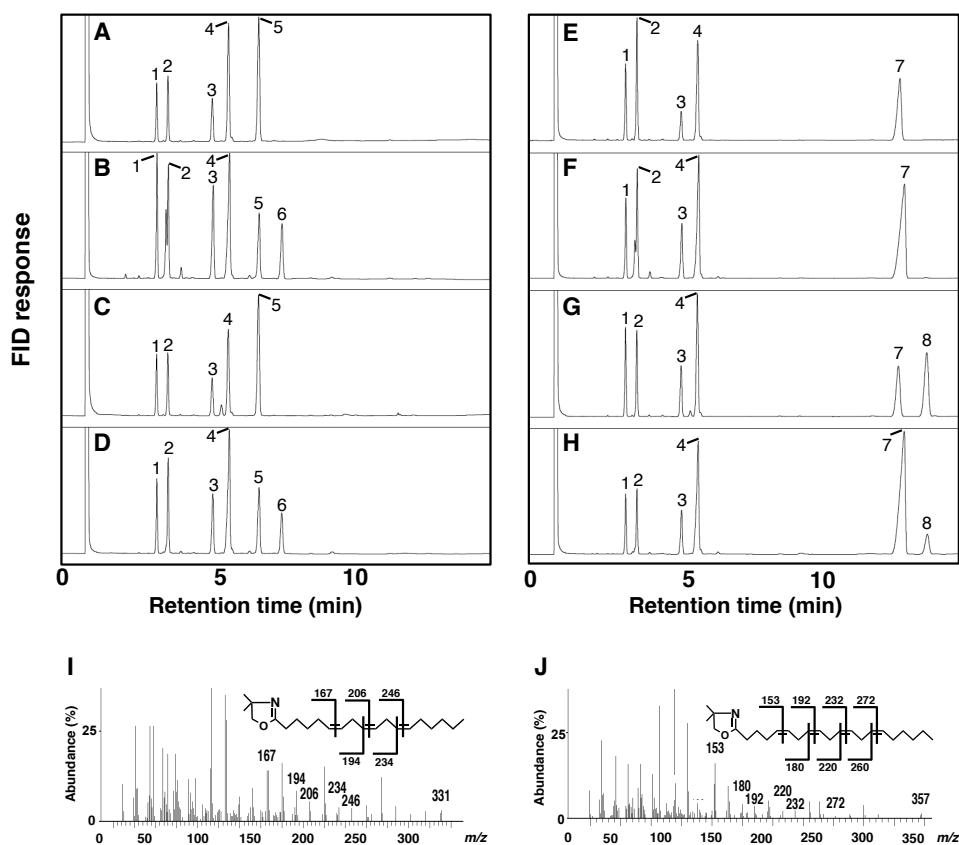 A
1
2
3
4
5
B
1
2
3
4
5
6
C
1
2
3
4
5
D
1
2
3
4
5
6
E
1
2
3
4
7
F
1
2
3
4
7
G
1
2
3
4
7
8
H
1
2
3
4
7
8
FID response
0 5 10
Retention time (min)
0 5 10
Retention time (min)
I
Abundance (%)
25
0
N
O
167 206 246
194 234
167
194
206
234
246
331
0 50 100 150 200 250 300 m/z
J
Abundance (%)
25
0
N
O
153 192 232 272
180 220 260
153
180
192
220
232
272
357
0 50 100 150 200 250 300 350 m/z